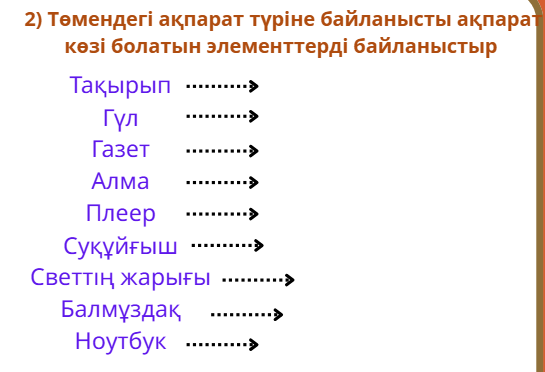 2) Төмендегі ақпарат түріне байланысты ақпарат
көзі болатын элементтерді байланыстыр
Тақырып
Гүл
Газет
Алма
Плеер
Суқұйғыш
Светтің жарығы
Балмұздақ
Ноутбук